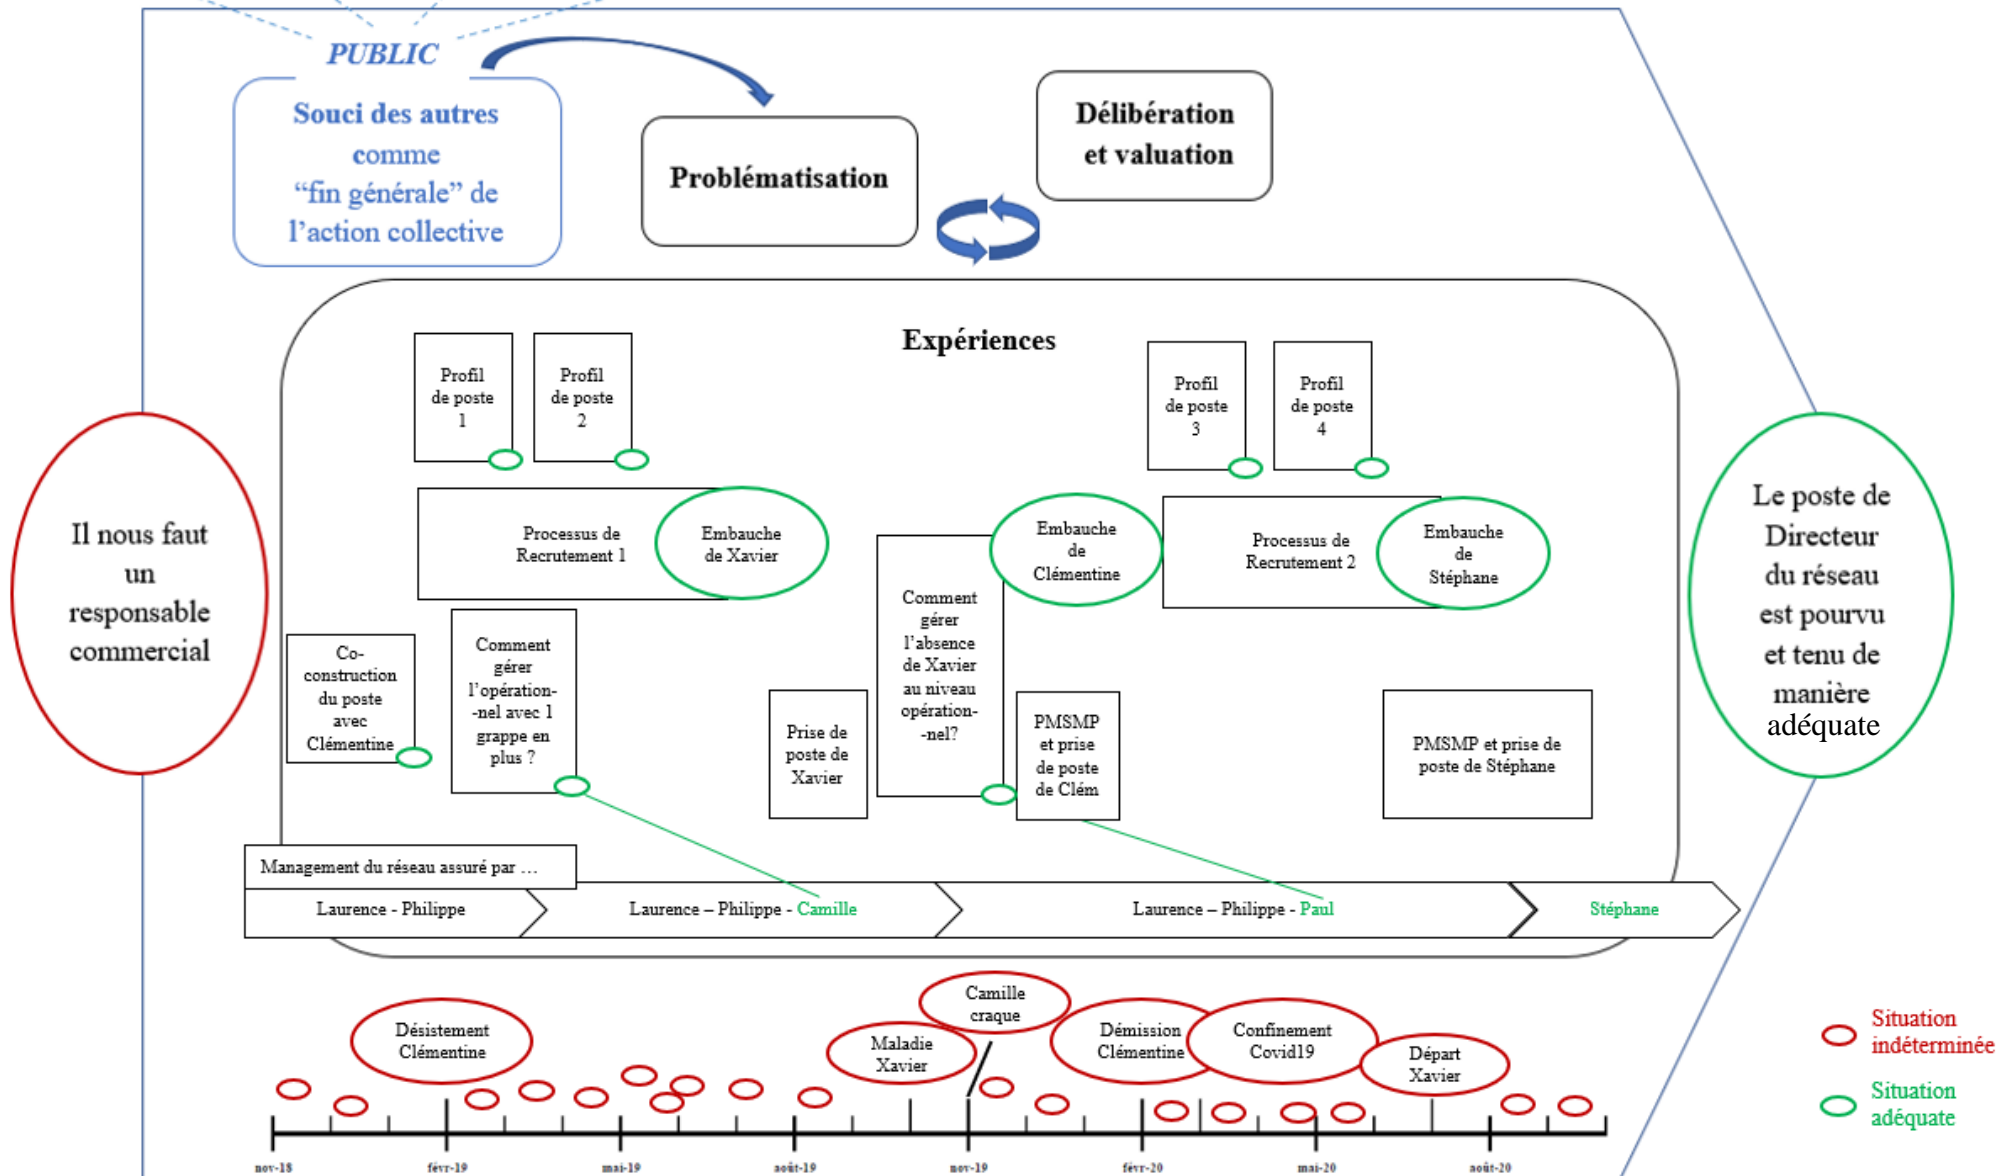 PUBLIC
Souci des autres
comme
“fin générale” de
l’action collective
Problématisation
Délibération
et valuation
Expériences
Profil
de poste
1
Profil
de poste
2
Profil
de poste
3
Profil
de poste
4
Il nous faut
un
responsable
commercial
Processus de
Recrutement 1
Embauche
de Xavier
Embauche
de
Clémentine
Processus de
Recrutement 2
Embauche
de
Stéphane
Le poste de
Directeur
du réseau
est pourvu
et tenu de
manière
adéquate
Co-
construction
du poste
avec
Clémentine
Comment
gérer
l’opération-
-nel avec 1
grappe en
plus ?
Prise de
poste de
Xavier
Comment
gérer
l’absence
de Xavier
au niveau
opération-
-nel?
PMSMP
et prise
de poste
de Clém
PMSMP et prise de
poste de Stéphane
Management du réseau assuré par …
Laurence - Philippe
Laurence – Philippe - Camille
Laurence – Philippe - Paul
Stéphane
Désistement
Clémentine
Maladie
Xavier
Camille
craque
Démission
Clémentine
Confinement
Covid19
Départ
Xavier
Situation
indéterminée
Situation
adéquate
nov-18
févr-19
mai-19
août-19
nov-19
févr-20
mai-20
août-20